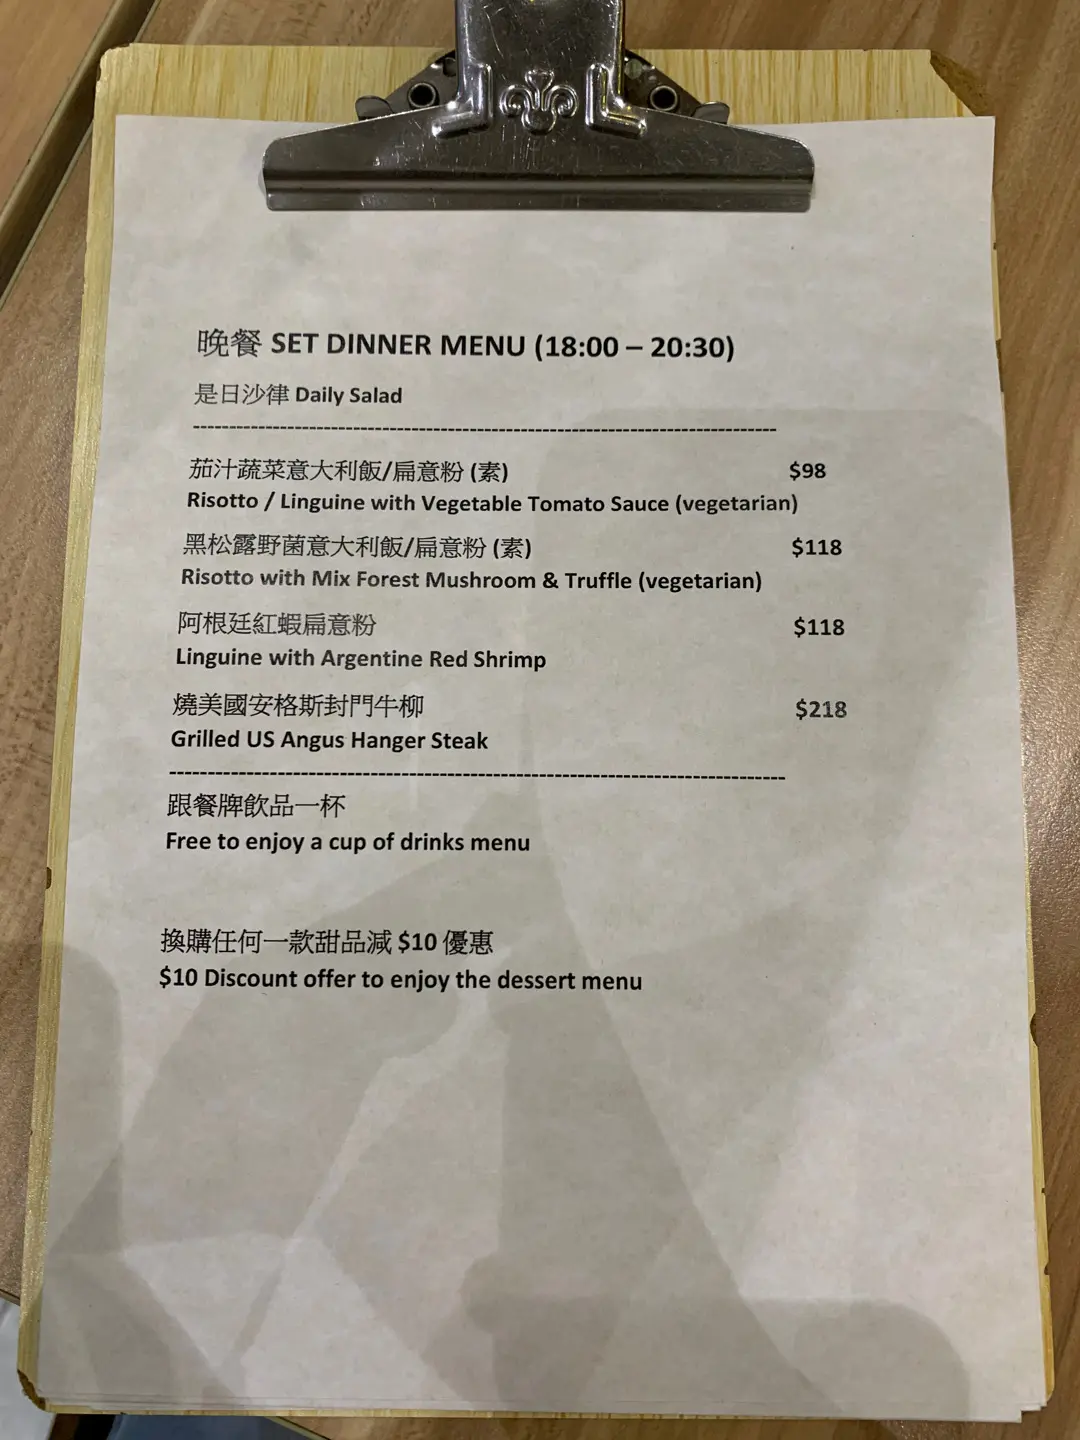 晚餐 SET DINNER MENU (18:00 – 20:30)
是日沙律 Daily Salad
--------------------------------------------------------------------------------
茄汁蔬菜意大利飯/扁意粉 (素) $98
Risotto / Linguine with Vegetable Tomato Sauce (vegetarian)
黑松露野菌意大利飯/扁意粉 (素) $118
Risotto with Mix Forest Mushroom & Truffle (vegetarian)
阿根廷紅蝦扁意粉 $118
Linguine with Argentine Red Shrimp
燒美國安格斯封門牛柳 $218
Grilled US Angus Hanger Steak
--------------------------------------------------------------------------------
跟餐牌飲品一杯
Free to enjoy a cup of drinks menu
換購任何一款甜品減 $10 優惠
$10 Discount offer to enjoy the dessert menu